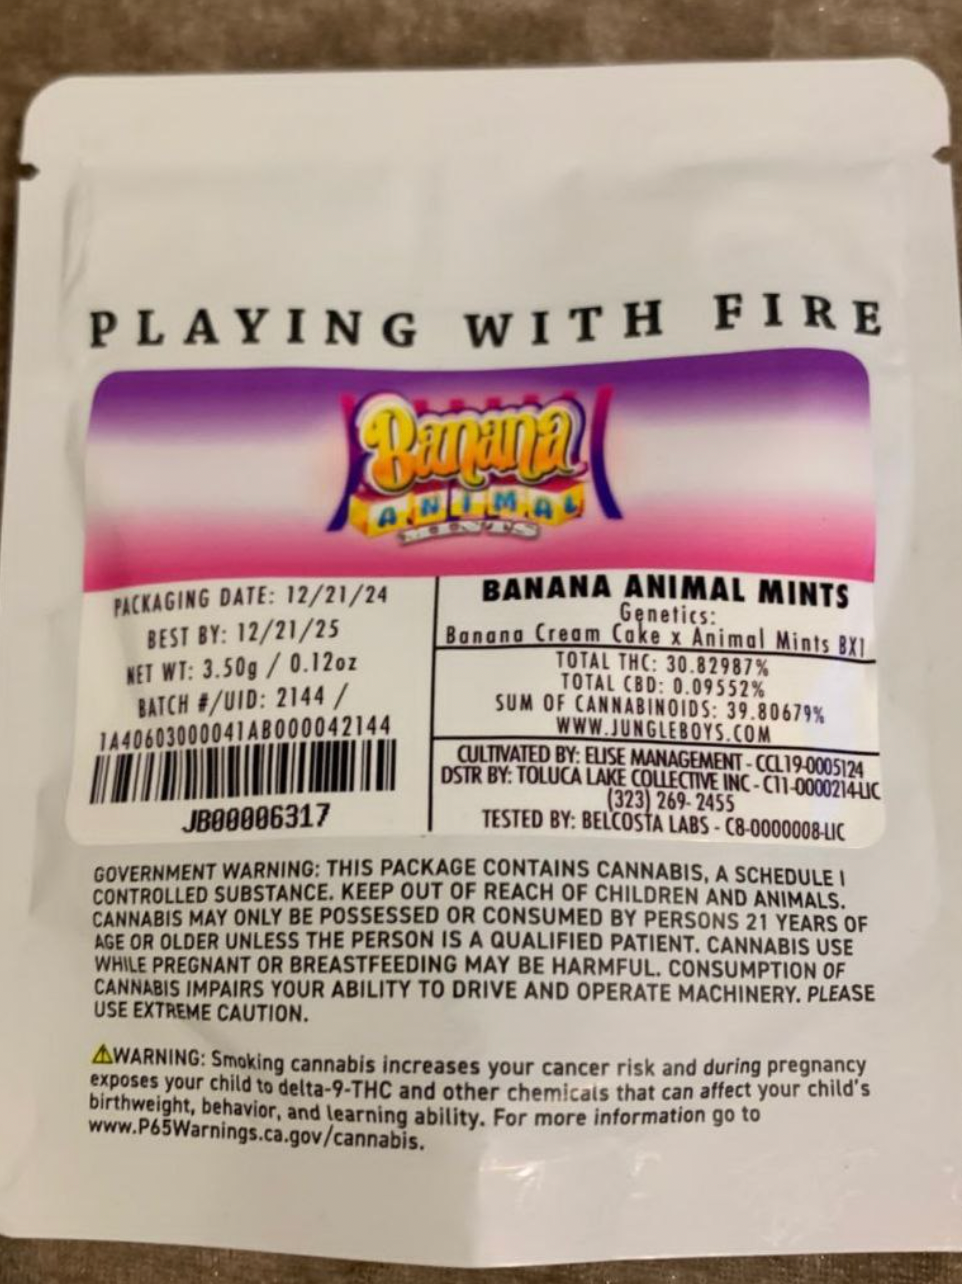 PLAYING WITH FIRE
Banana
ANIMAL
MINTS
PACKAGING DATE: 12/21/24
BEST BY: 12/21/25
NET WT: 3.50g / 0.12oz
BATCH #/UID: 2144 /
1A40603000041AB000042144
JB00006317
BANANA ANIMAL MINTS
Genetics:
Banana Cream Cake x Animal Mints BX1
TOTAL THC: 30.82987%
TOTAL CBD: 0.09552%
SUM OF CANNABINOIDS: 39.80679%
WWW.JUNGLEBOYS.COM
CULTIVATED BY: ELISE MANAGEMENT - CCL19-0005124
DSTR BY: TOLUCA LAKE COLLECTIVE INC - C11-0000214-LIC
(323) 269-2455
TESTED BY: BELCOSTA LABS - C8-0000008-LIC
GOVERNMENT WARNING: THIS PACKAGE CONTAINS CANNABIS, A SCHEDULE I
CONTROLLED SUBSTANCE. KEEP OUT OF REACH OF CHILDREN AND ANIMALS.
CANNABIS MAY ONLY BE POSSESSED OR CONSUMED BY PERSONS 21 YEARS OF
AGE OR OLDER UNLESS THE PERSON IS A QUALIFIED PATIENT. CANNABIS USE
WHILE PREGNANT OR BREASTFEEDING MAY BE HARMFUL. CONSUMPTION OF
CANNABIS IMPAIRS YOUR ABILITY TO DRIVE AND OPERATE MACHINERY. PLEASE
USE EXTREME CAUTION.
⚠WARNING: Smoking cannabis increases your cancer risk and during pregnancy
exposes your child to delta-9-THC and other chemicals that can affect your child's
birthweight, behavior, and learning ability. For more information go to
www.P65Warnings.ca.gov/cannabis.